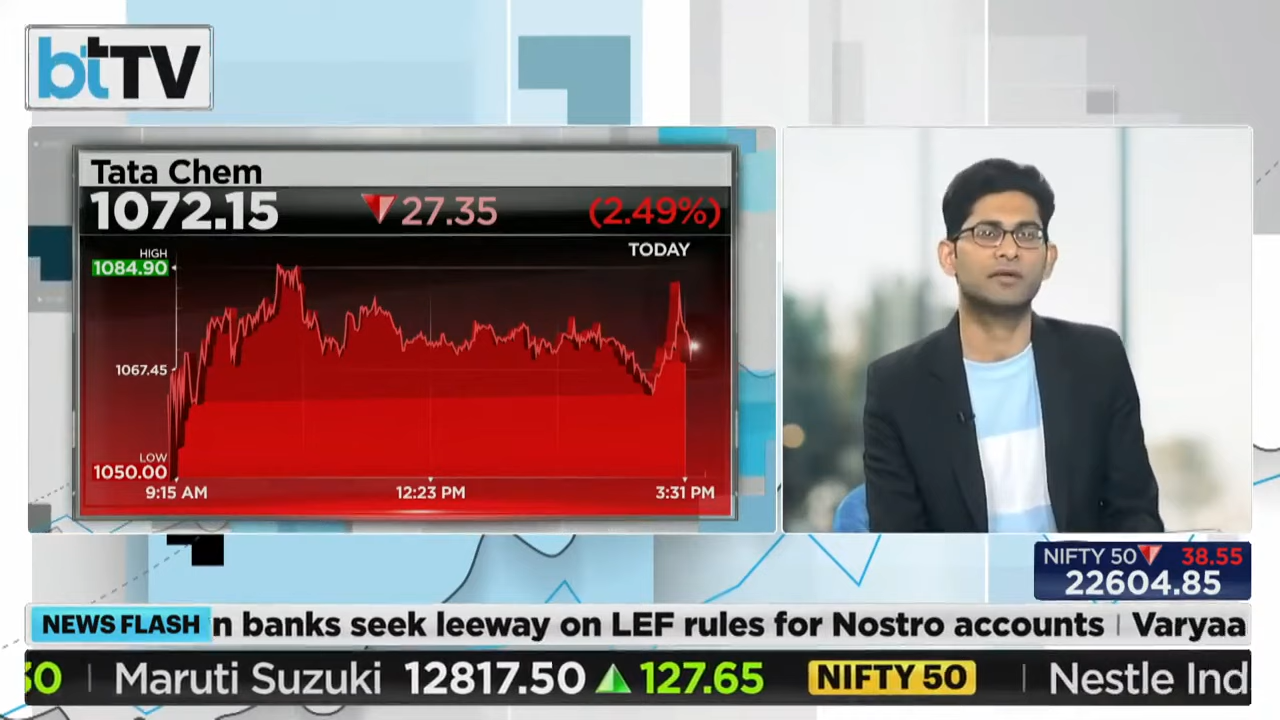 btTV
Tata Chem
1072.15 27.35 (2.49%)
TODAY
HIGH
1084.90
1067.45
LOW
1050.00
9:15 AM 12:23 PM 3:31 PM
NIFTY 50 38.55
22604.85
NEWS FLASH n banks seek leeway on LEF rules for Nostro accounts | Varyaa
50 | Maruti Suzuki 12817.50 127.65 NIFTY 50 | Nestle Ind